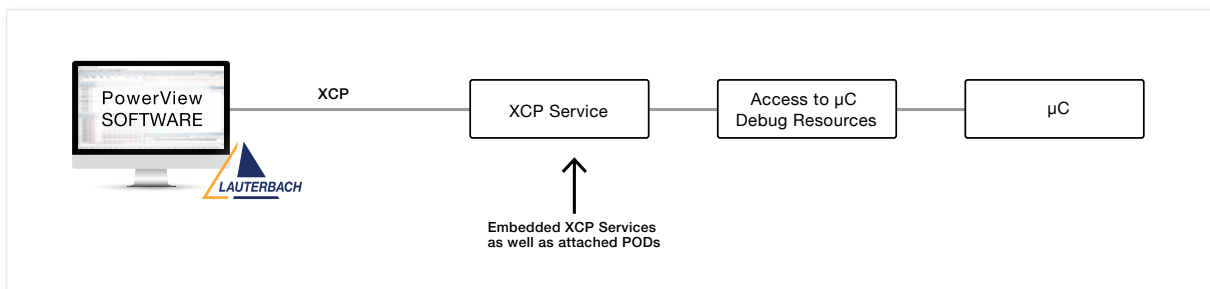 PowerView
SOFTWARE
LAUTERBACH
XCP
XCP Service
Access to µC
Debug Resources
µC
Embedded XCP Services
as well as attached PODs